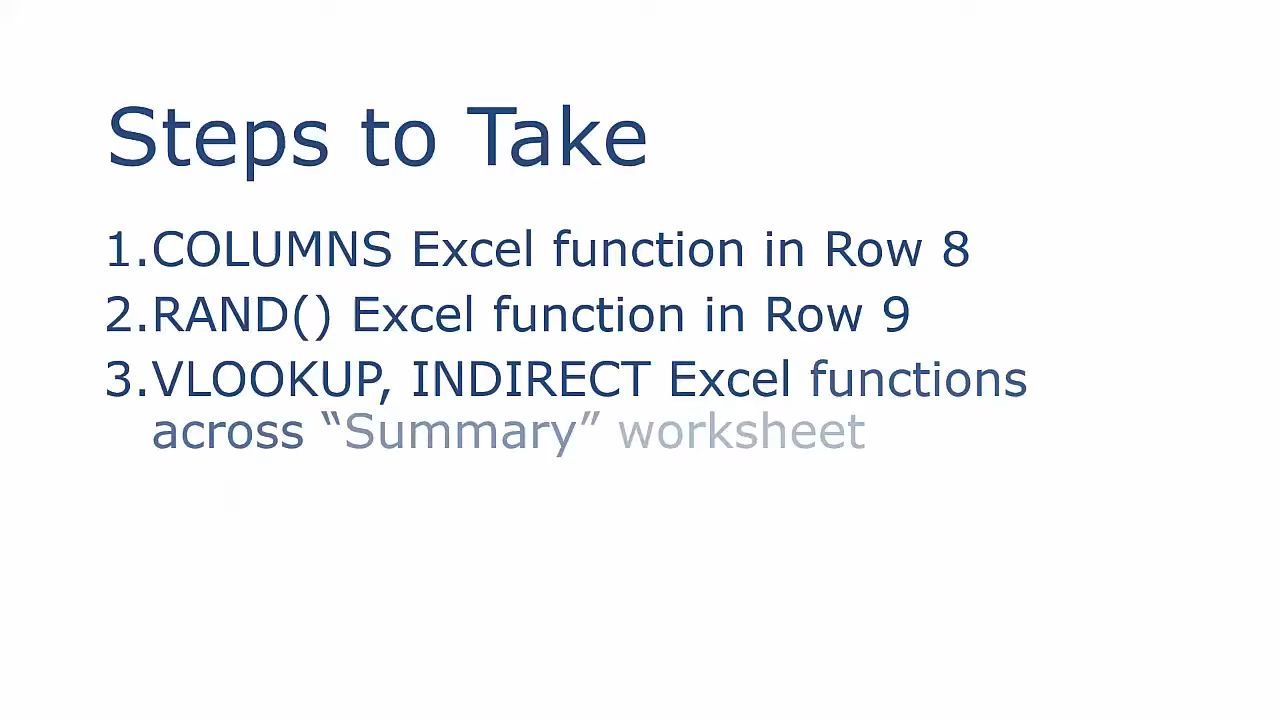 Steps to Take
1.COLUMNS Excel function in Row 8
2.RAND() Excel function in Row 9
3.VLOOKUP, INDIRECT Excel functions
across “Summary” worksheet